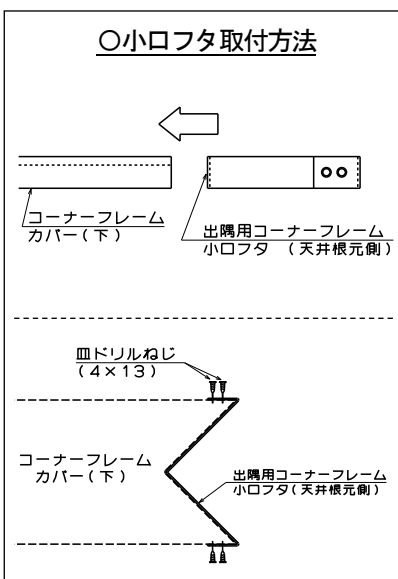 〇小口フタ取付方法
コーナーフレーム
カバー(下)
出隅用コーナーフレーム
小口フタ (天井根元側)
皿ドリルねじ
(4×13)
コーナーフレーム
カバー(下)
出隅用コーナーフレーム
小口フタ(天井根元側)